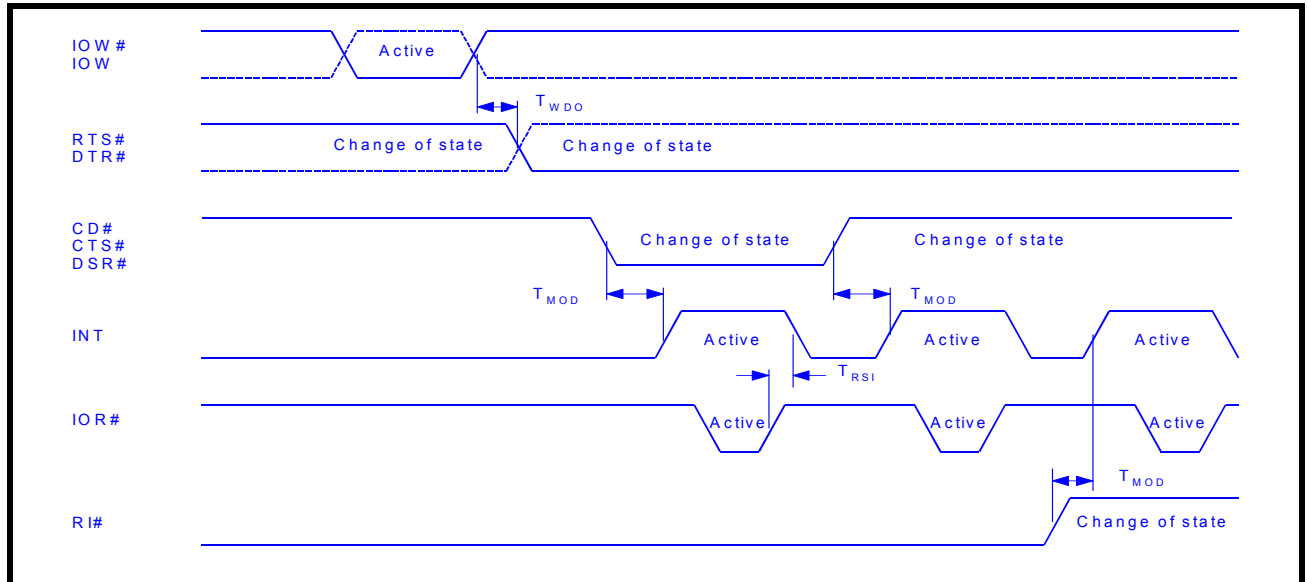 IOW#
IOW
Active
TWDO
RTS#
DTR#
Change of state
Change of state
CD#
CTS#
DSR#
Change of state
Change of state
TMOD
TMOD
INT
Active
Active
Active
TRSI
IOR#
Active
Active
Active
TMOD
RI#
Change of state